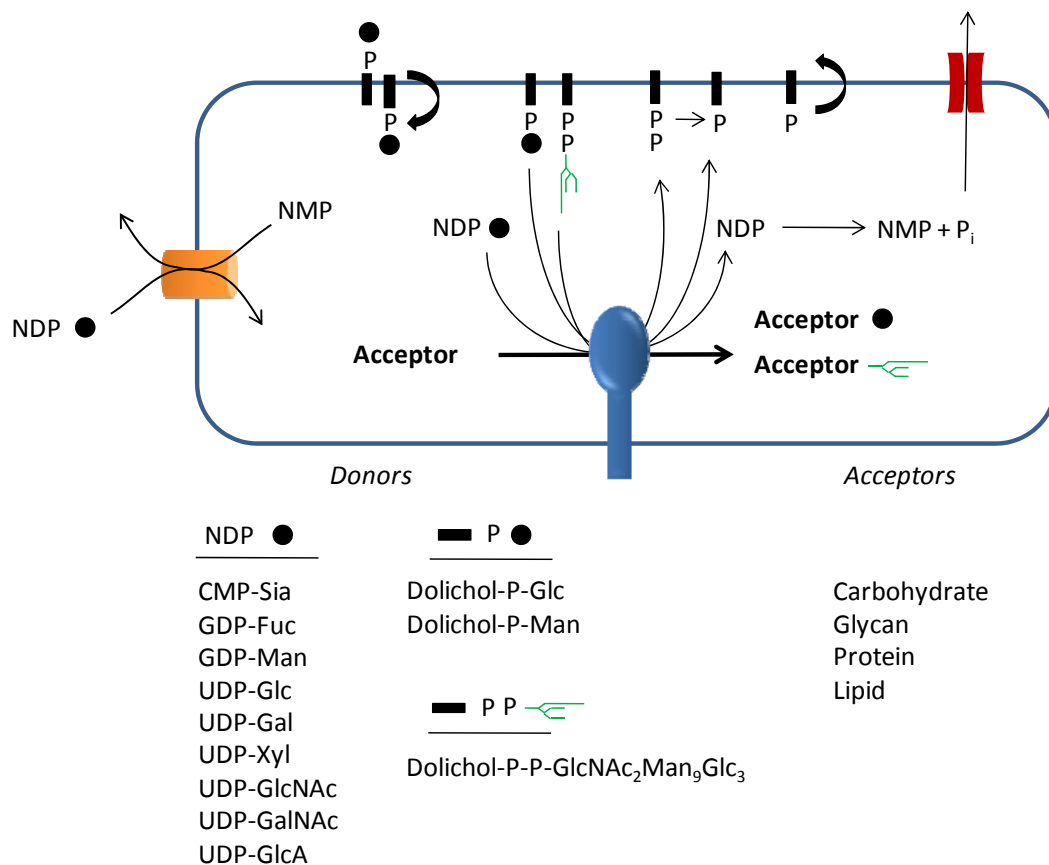 P
P P P P P
P P
NMP
NDP NDP NMP + Pi
NDP
Acceptor
Acceptor
Acceptor
Donors Acceptors
NDP P
CMP-Sia Dolichol-P-Glc Carbohydrate
GDP-Fuc Dolichol-P-Man Glycan
GDP-Man Protein
UDP-Glc Lipid
UDP-Gal P P
UDP-Xyl
Dolichol-P-P-GlcNAc₂Man₉Glc₃
UDP-GlcNAc
UDP-GalNAc
UDP-GlcA